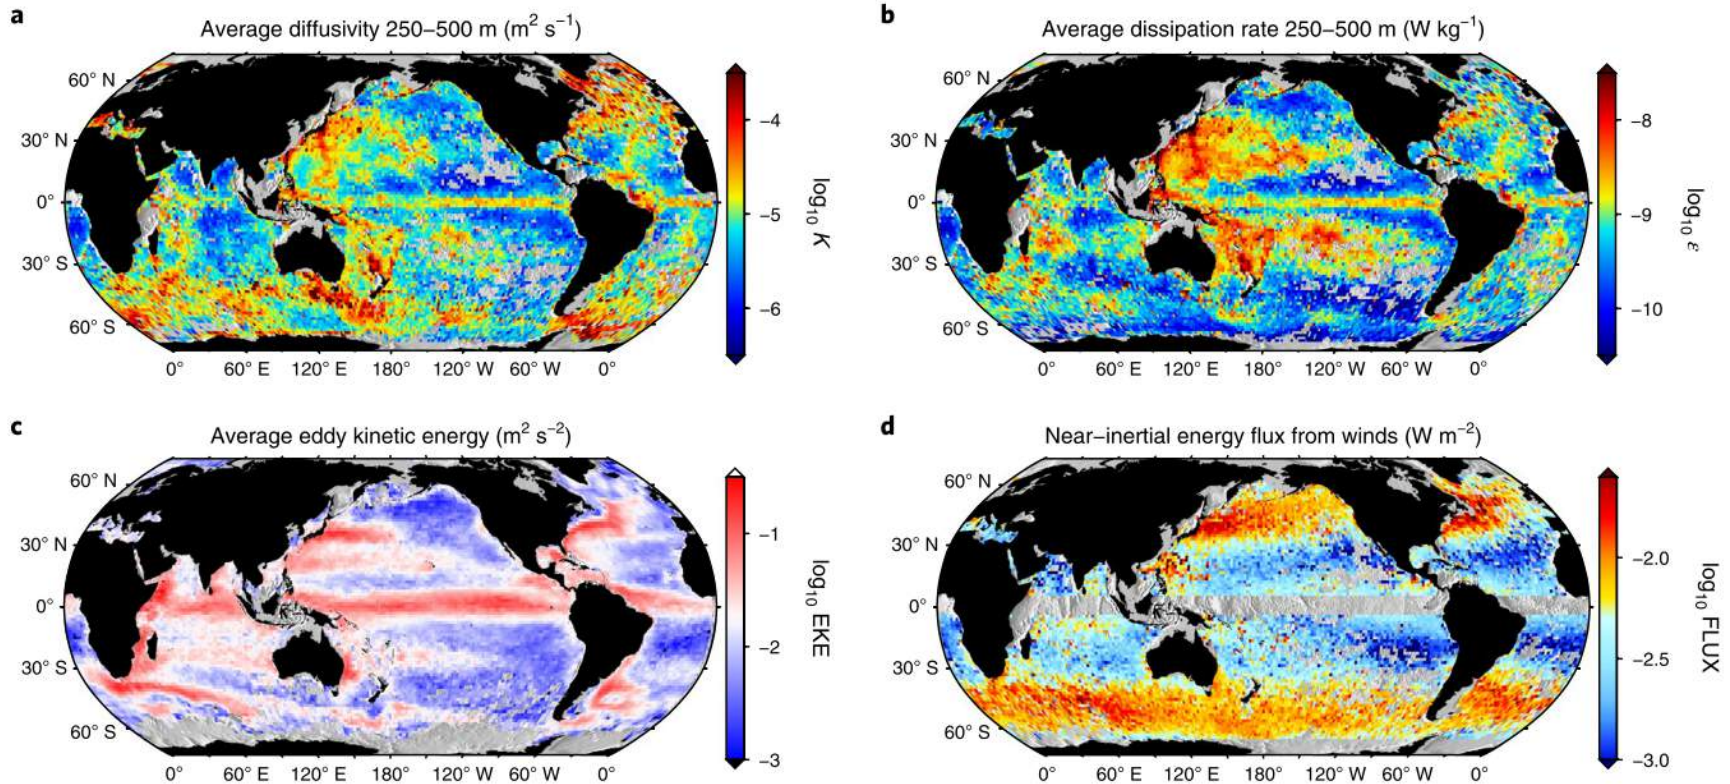 a
Average diffusivity 250–500 m (m² s⁻¹)
60° N
30° N
0°
30° S
60° S
0° 60° E 120° E 180° 120° W 60° W 0°
−4
−5
−6
log₁₀ K
b
Average dissipation rate 250–500 m (W kg⁻¹)
60° N
30° N
0°
30° S
60° S
0° 60° E 120° E 180° 120° W 60° W 0°
−8
−9
−10
log₁₀ ε
c
Average eddy kinetic energy (m² s⁻²)
60° N
30° N
0°
30° S
60° S
0° 60° E 120° E 180° 120° W 60° W 0°
−1
−2
−3
log₁₀ EKE
d
Near−inertial energy flux from winds (W m⁻²)
60° N
30° N
0°
30° S
60° S
0° 60° E 120° E 180° 120° W 60° W 0°
−2.0
−2.5
−3.0
log₁₀ FLUX